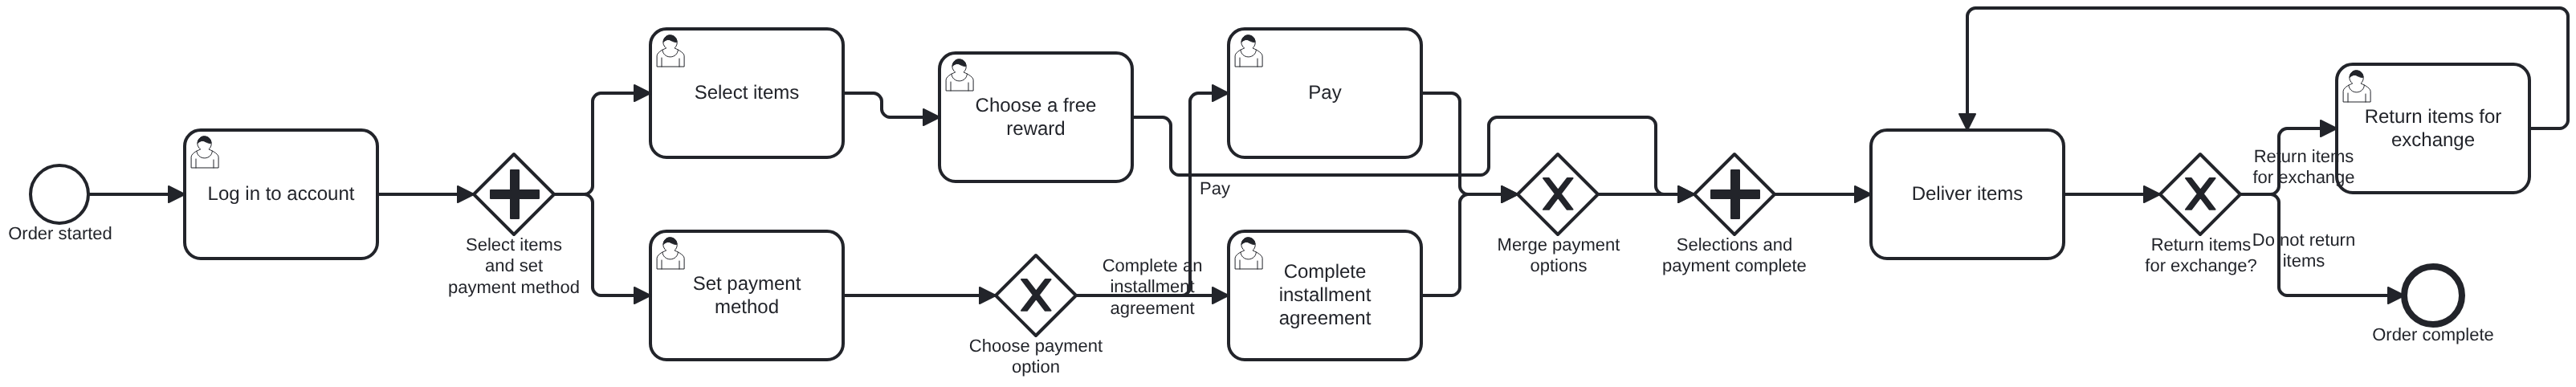 Order started
Log in to account
Select items
and set
payment method
Select items
Set payment
method
Choose a free
reward
Choose payment
option
Complete an
installment
agreement
Pay
Pay
Complete
installment
agreement
Merge payment
options
Selections and
payment complete
Deliver items
Return items
for exchange?
Return items
for exchange
Do not return
items
Return items for
exchange
Order complete